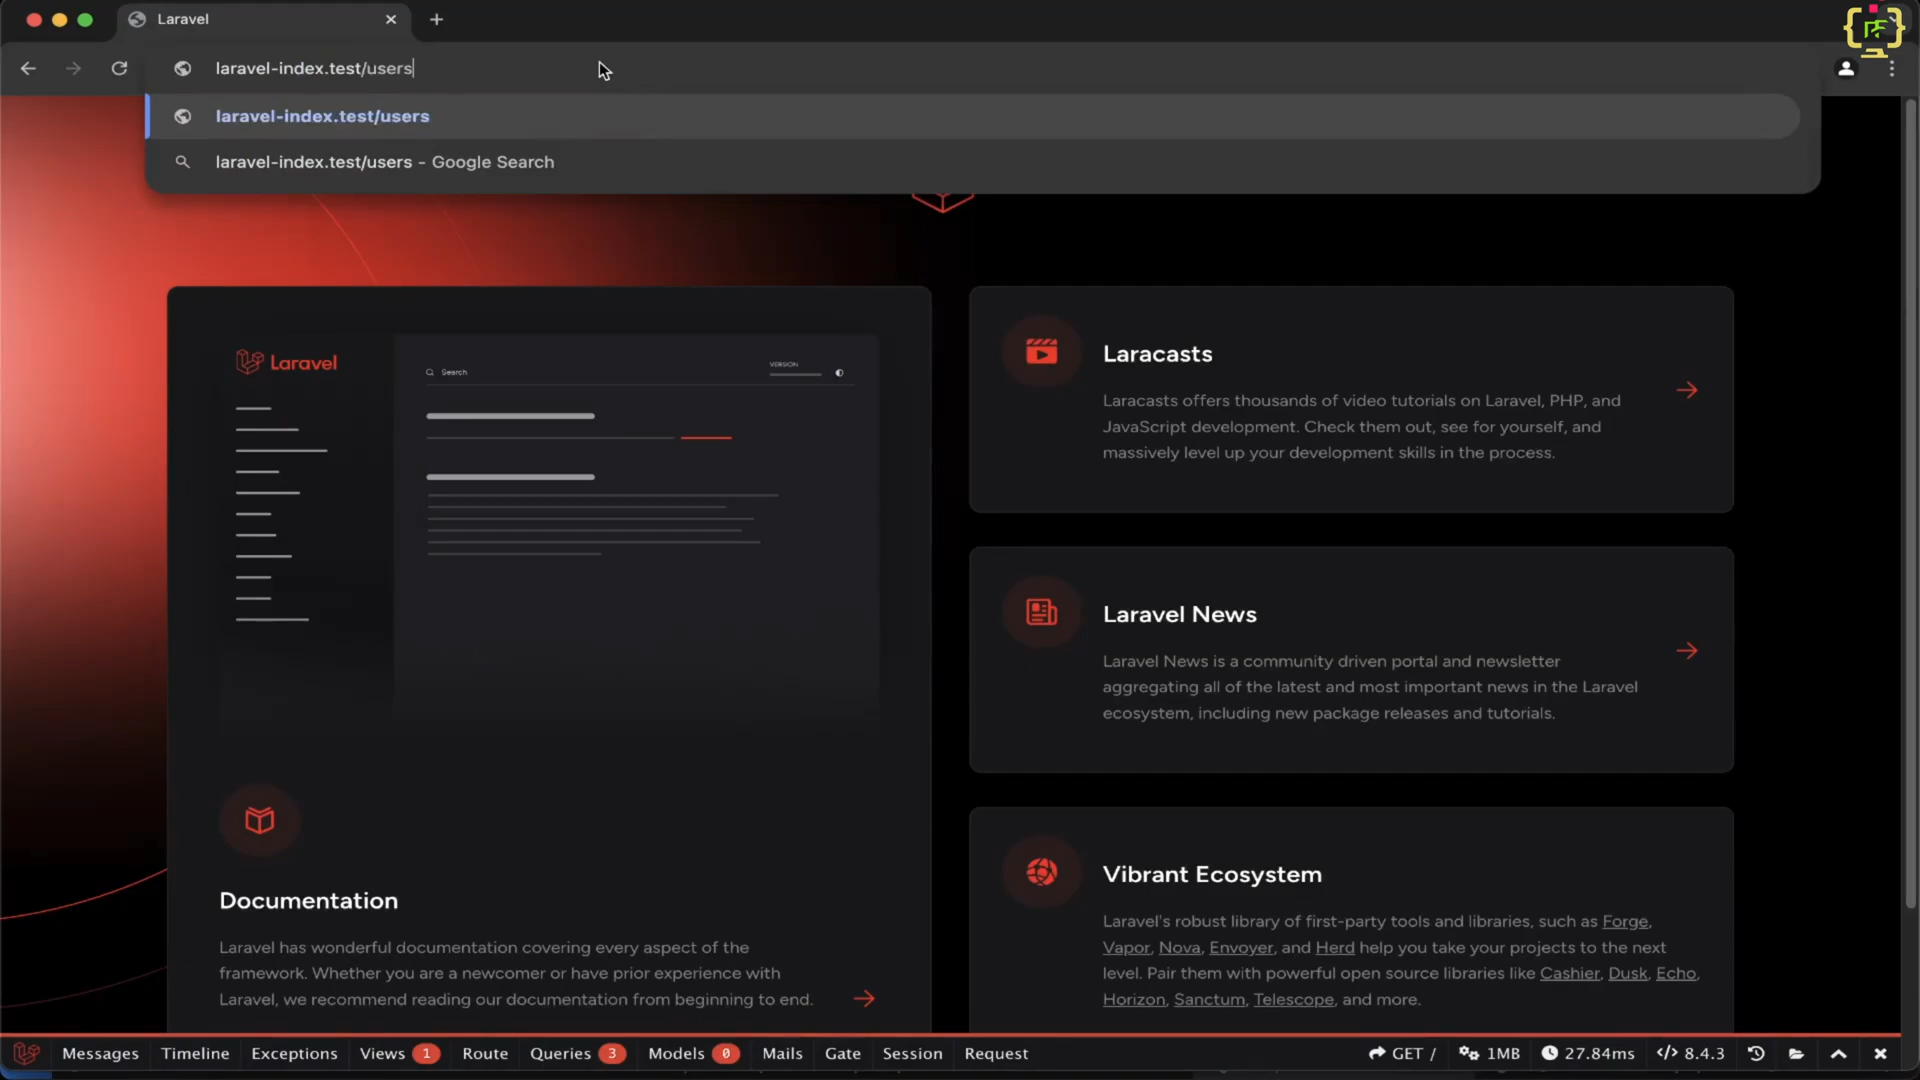 Laravel
laravel-index.test/users
laravel-index.test/users
laravel-index.test/users - Google Search
Laravel
Search
VERSION
Laracasts
Laracasts offers thousands of video tutorials on Laravel, PHP, and
JavaScript development. Check them out, see for yourself, and
massively level up your development skills in the process.
Laravel News
Laravel News is a community driven portal and newsletter
aggregating all of the latest and most important news in the Laravel
ecosystem, including new package releases and tutorials.
Documentation
Laravel has wonderful documentation covering every aspect of the
framework. Whether you are a newcomer or have prior experience with
Laravel, we recommend reading our documentation from beginning to end.
Vibrant Ecosystem
Laravel's robust library of first-party tools and libraries, such as Forge,
Vapor, Nova, Envoyer, and Herd help you take your projects to the next
level. Pair them with powerful open source libraries like Cashier, Dusk, Echo,
Horizon, Sanctum, Telescope, and more.
Messages Timeline Exceptions Views 1 Route Queries 3 Models 0 Mails Gate Session Request GET / 1MB 27.84ms 8.4.3